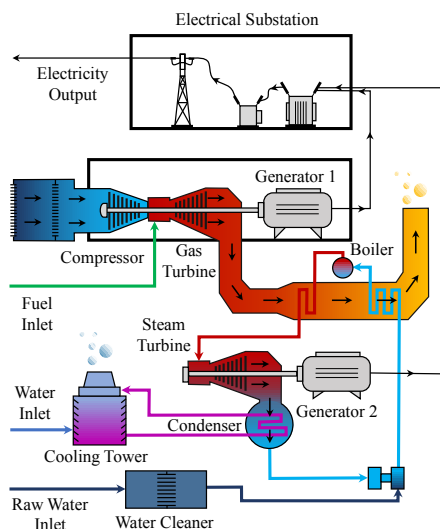 Electrical Substation
Electricity
Output
Generator 1
Compressor
Gas
Turbine
Boiler
Fuel
Inlet
Steam
Turbine
Water
Inlet
Condenser
Generator 2
Cooling Tower
Raw Water
Inlet
Water Cleaner